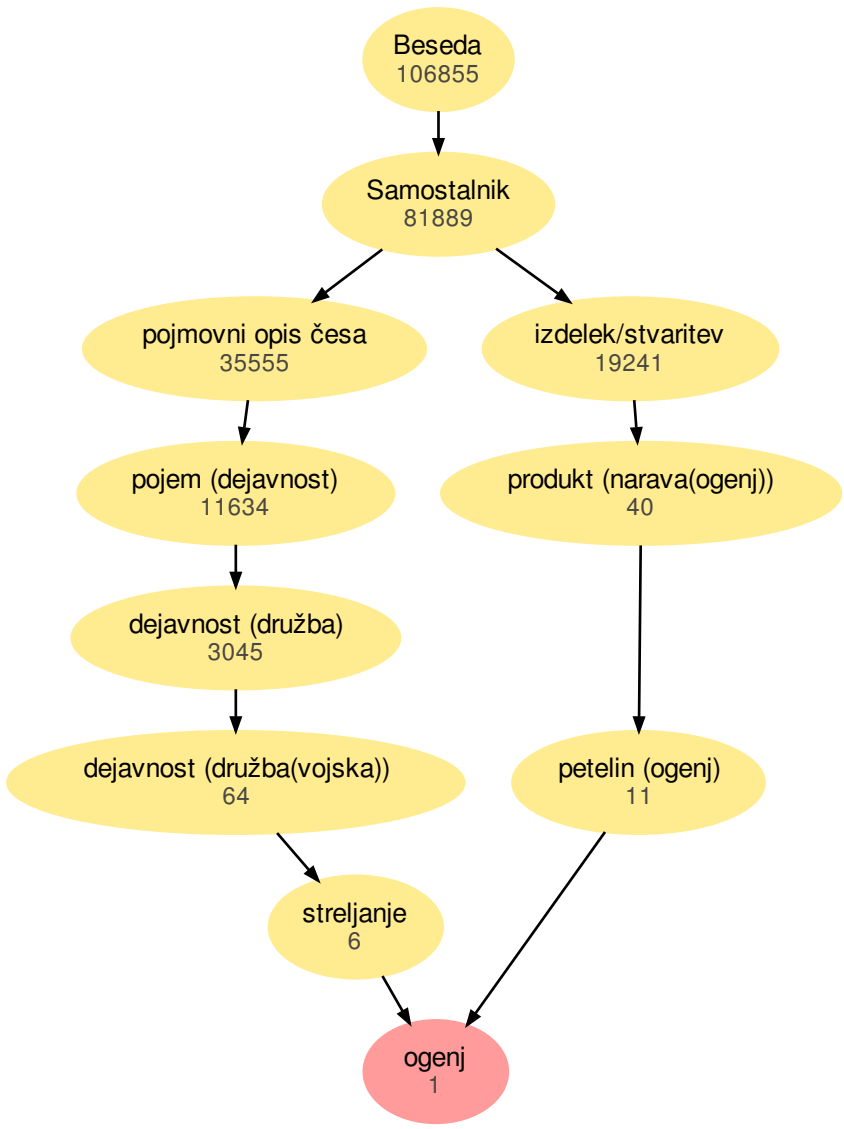 Beseda
106855
Samostalnik
81889
pojmovni opis česa
35555
izdelek/stvaritev
19241
pojem (dejavnost)
11634
produkt (narava(ogenj))
40
dejavnost (družba)
3045
dejavnost (družba(vojska))
64
petelin (ogenj)
11
streljanje
6
ogenj
1